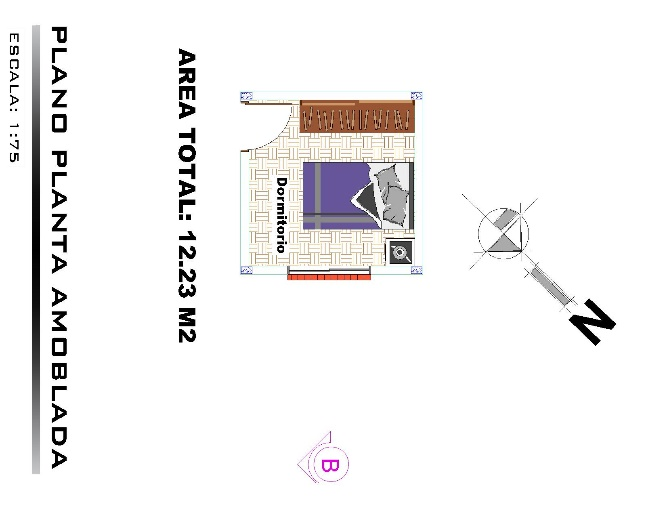 AREA TOTAL: 12.23 M2
Dormitorio
N
B
PLANO PLANTA AMOBLADA
ESCALA: 1:75